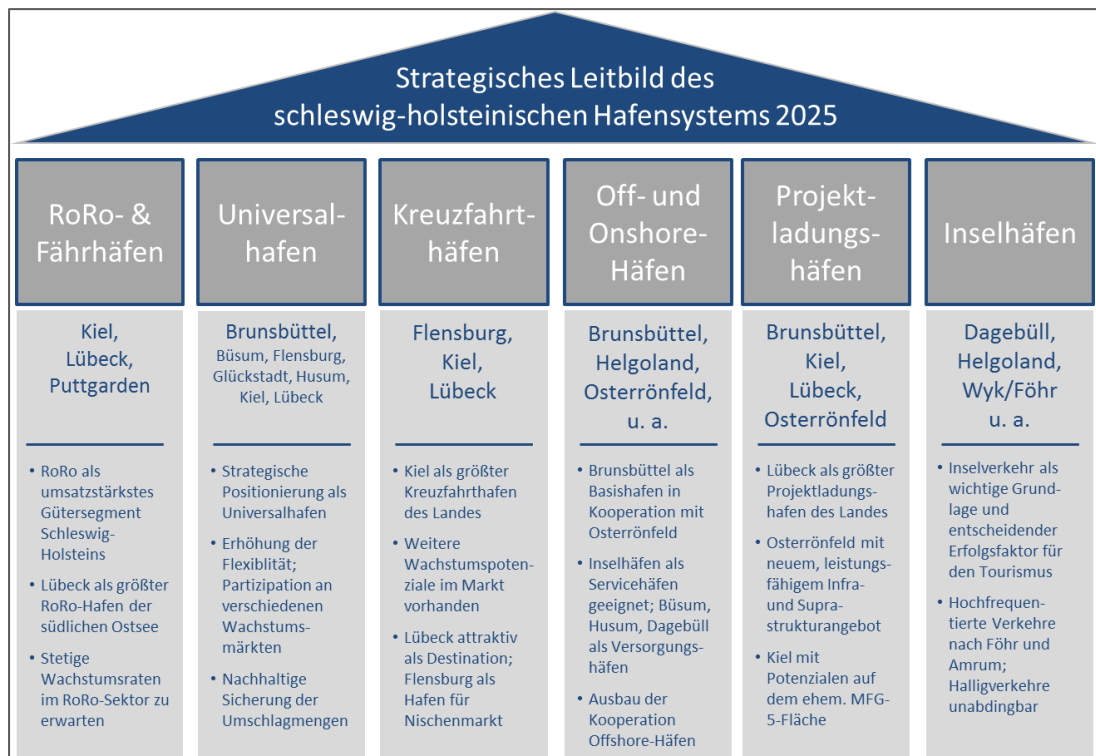 Strategisches Leitbild des
schleswig-holsteinischen Hafensystems 2025
RoRo- &
Fährhäfen
Kiel,
Lübeck,
Puttgarden
• RoRo als
umsatzstärkstes
Gütersegment
Schleswig-
Holsteins
• Lübeck als größter
RoRo-Hafen der
südlichen Ostsee
• Stetige
Wachstumsraten
im RoRo-Sektor zu
erwarten
Universal-
hafen
Brunsbüttel,
Büsum, Flensburg,
Glückstadt, Husum,
Kiel, Lübeck
• Strategische
Positionierung als
Universalhafen
• Erhöhung der
Flexiblität;
Partizipation an
verschiedenen
Wachstums-
märkten
• Nachhaltige
Sicherung der
Umschlagmengen
Kreuzfahrt-
häfen
Flensburg,
Kiel,
Lübeck
• Kiel als größter
Kreuzfahrthafen
des Landes
• Weitere
Wachstumspoten-
ziale im Markt
vorhanden
• Lübeck attraktiv
als Destination;
Flensburg als
Hafen für
Nischenmarkt
Off- und
Onshore-
Häfen
Brunsbüttel,
Helgoland,
Osterrönfeld,
u. a.
• Brunsbüttel als
Basishafen in
Kooperation mit
Osterrönfeld
• Inselhäfen als
Servicehäfen
geeignet; Büsum,
Husum, Dagebüll
als Versorgungs-
häfen
• Ausbau der
Kooperation
Offshore-Häfen
Projekt-
ladungs-
häfen
Brunsbüttel,
Kiel,
Lübeck,
Osterrönfeld
• Lübeck als größter
Projektladungs-
hafen des Landes
• Osterrönfeld mit
neuem, leistungs-
fähigem Infra-
und Supra-
strukturangebot
• Kiel mit
Potenzialen auf
dem ehem. MFG-
5-Fläche
Inselhäfen
Dagebüll,
Helgoland,
Wyk/Föhr
u. a.
• Inselverkehr als
wichtige Grund-
lage und
entscheidender
Erfolgsfaktor für
den Tourismus
• Hochfrequen-
tierte Verkehre
nach Föhr und
Amrum;
Halligverkehre
unabdingbar